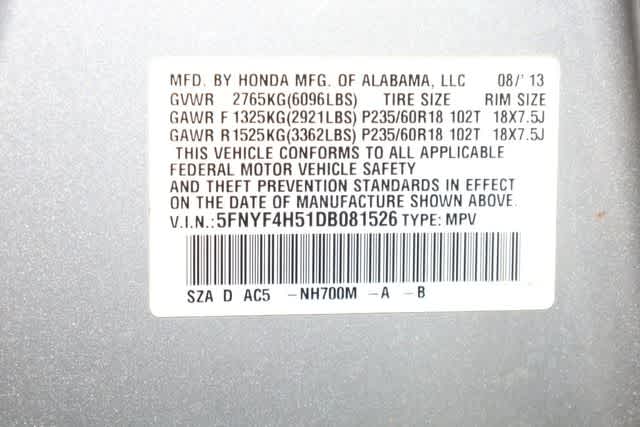 MFD. BY HONDA MFG. OF ALABAMA, LLC 08/'13
GVWR 2765KG(6096LBS) TIRE SIZE RIM SIZE
GAWR F 1325KG(2921LBS) P235/60R18 102T 18X7.5J
GAWR R 1525KG(3362LBS) P235/60R18 102T 18X7.5J
THIS VEHICLE CONFORMS TO ALL APPLICABLE
FEDERAL MOTOR VEHICLE SAFETY
AND THEFT PREVENTION STANDARDS IN EFFECT
ON THE DATE OF MANUFACTURE SHOWN ABOVE.
V.I.N.:5FNYF4H51DB081526 TYPE: MPV
SZA D AC5 -NH700M -A -B